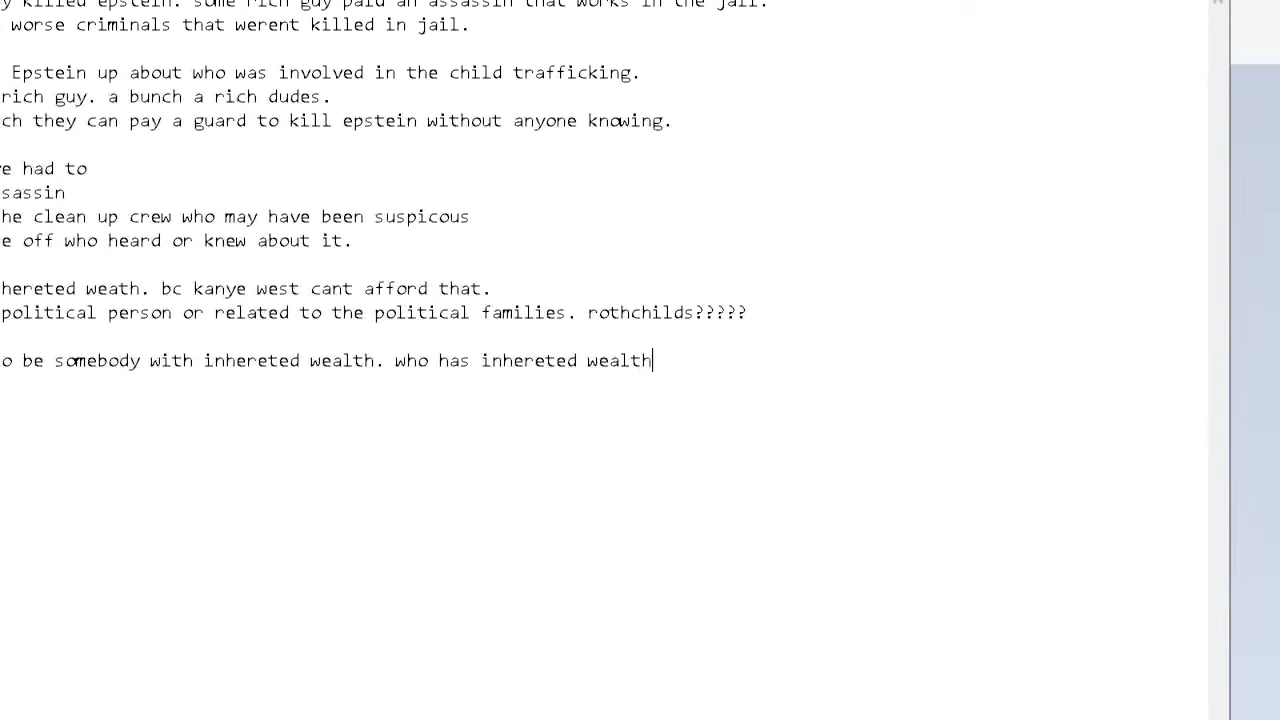 y killed epstein. some rich guy paid an assassin that works in the jail.
worse criminals that werent killed in jail.
Epstein up about who was involved in the child trafficking.
rich guy. a bunch a rich dudes.
ch they can pay a guard to kill epstein without anyone knowing.
e had to
sassin
he clean up crew who may have been suspicous
e off who heard or knew about it.
hereted weath. bc kanye west cant afford that.
political person or related to the political families. rothchilds?????
o be somebody with inhereted wealth. who has inhereted wealth